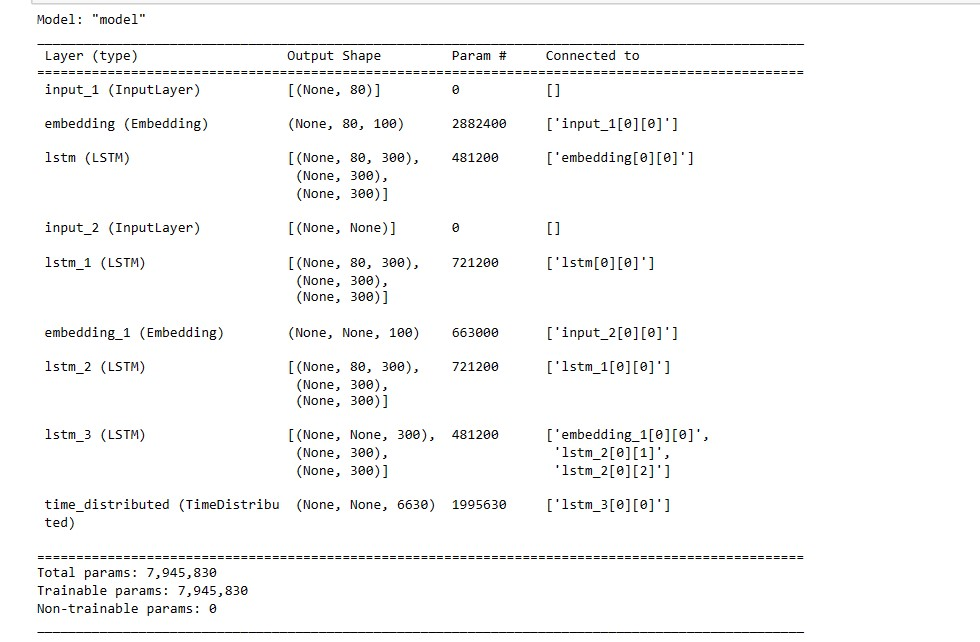 Model: "model"
Layer (type) Output Shape Param # Connected to
input_1 (InputLayer) [(None, 80)] 0 []
embedding (Embedding) (None, 80, 100) 2882400 ['input_1[0][0]']
lstm (LSTM) [(None, 80, 300), 481200 ['embedding[0][0]']
(None, 300),
(None, 300)]
input_2 (InputLayer) [(None, None)] 0 []
lstm_1 (LSTM) [(None, 80, 300), 721200 ['lstm[0][0]']
(None, 300),
(None, 300)]
embedding_1 (Embedding) (None, None, 100) 663000 ['input_2[0][0]']
lstm_2 (LSTM) [(None, 80, 300), 721200 ['lstm_1[0][0]']
(None, 300),
(None, 300)]
lstm_3 (LSTM) [(None, None, 300), 481200 ['embedding_1[0][0]',
(None, 300), 'lstm_2[0][1]',
(None, 300)] 'lstm_2[0][2]']
time_distributed (TimeDistribu (None, None, 6630) 1995630 ['lstm_3[0][0]']
ted)
Total params: 7,945,830
Trainable params: 7,945,830
Non-trainable params: 0